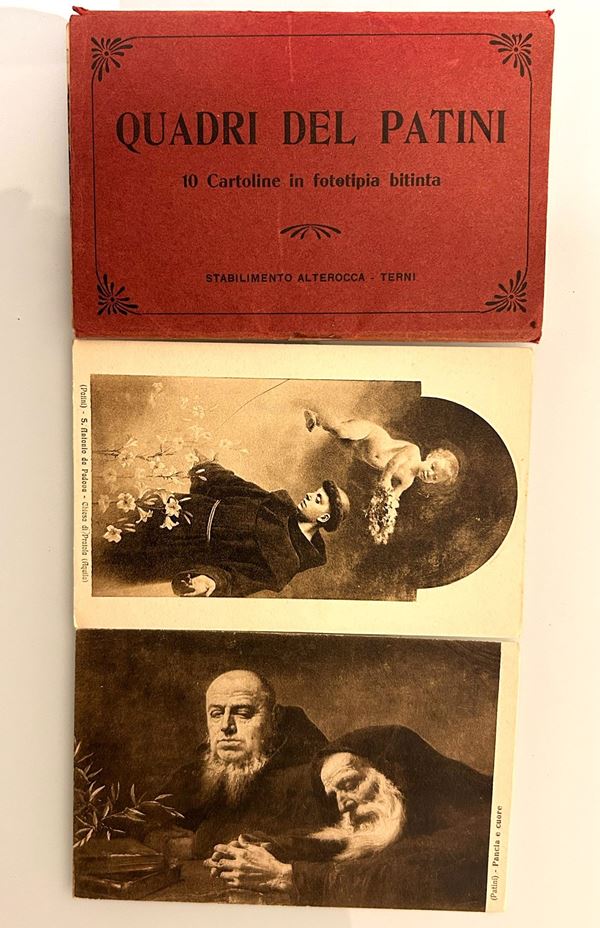 QUADRI DEL PATINI
10 Cartoline in fototipia bitinta
STABILIMENTO ALTEROCCA - TERNI
(Patini) - S. Antonio da Padova - Chiesa di Pizzola (Aquila)
(Patini) - Pancia e cuore